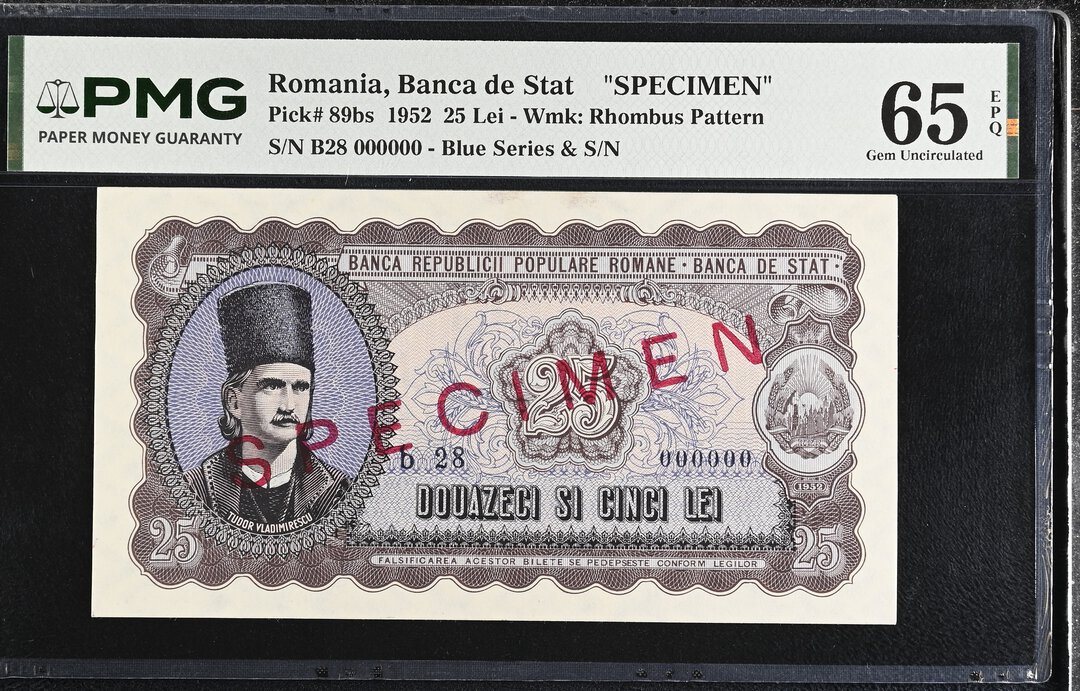 PMG
PAPER MONEY GUARANTY
Romania, Banca de Stat "SPECIMEN"
Pick# 89bs 1952 25 Lei - Wmk: Rhombus Pattern
S/N B28 000000 - Blue Series & S/N
65
EPQ
Gem Uncirculated
BANCA REPUBLICII POPULARE ROMANE · BANCA DE STAT ·
25
SPECIMEN
b 28 000000
DOUAZECI SI CINCI LEI
1952
TUDOR VLADIMIRESCU
25 25
FALSIFICAREA ACESTOR BILETE SE PEDEPSESTE CONFORM LEGILOR